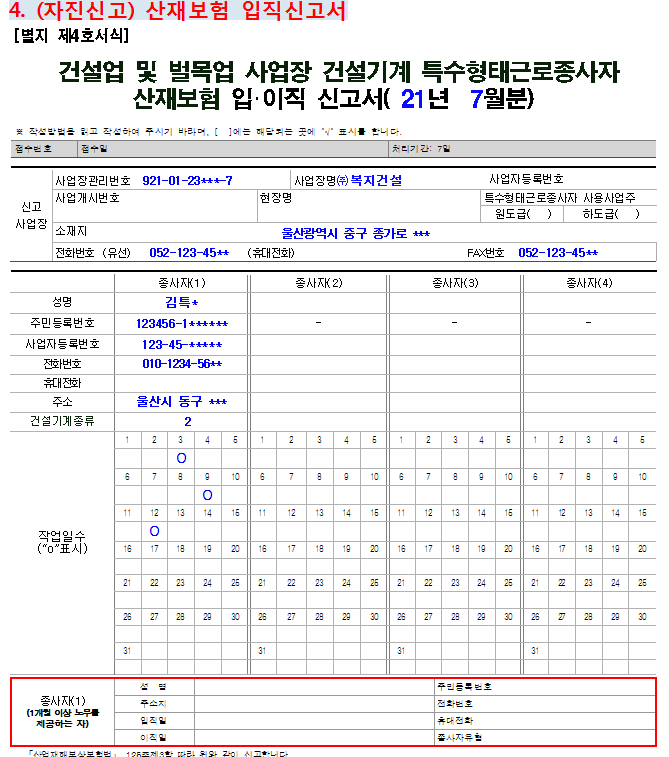 4. (자진신고) 산재보험 입직신고서
[별지 제4호서식]
건설업 및 벌목업 사업장 건설기계 특수형태근로종사자
산재보험 입·이직 신고서( 21년 7월분)
※ 작성방법을 읽고 작성하여 주시기 바라며, [ ]에는 해당되는 곳에 "√" 표시를 합니다.
접수번호 접수일 처리기간: 7일
신고
사업장
사업장관리번호 921-01-23***-7 사업장명㈜복지건설 사업자등록번호
사업개시번호 현장명 특수형태근로종사자 사용사업주
원도급( ) 하도급( )
소재지 울산광역시 중구 종가로 ***
전화번호 (유선) 052-123-45** (휴대전화) FAX번호 052-123-45**
종사자(1) 종사자(2) 종사자(3) 종사자(4)
성명 김특*
주민등록번호 123456-1****** - - -
사업자등록번호 123-45-*****
전화번호 010-1234-56**
휴대전화
주소 울산시 동구 ***
건설기계종류 2
작업일수
("o"표시)
1 2 3 4 5 1 2 3 4 5 1 2 3 4 5 1 2 3 4 5
O
6 7 8 9 10 6 7 8 9 10 6 7 8 9 10 6 7 8 9 10
O
11 12 13 14 15 11 12 13 14 15 11 12 13 14 15 11 12 13 14 15
O
16 17 18 19 20 16 17 18 19 20 16 17 18 19 20 16 17 18 19 20
21 22 23 24 25 21 22 23 24 25 21 22 23 24 25 21 22 23 24 25
26 27 28 29 30 26 27 28 29 30 26 27 28 29 30 26 27 28 29 30
31 31 31 31
종사자(1)
(1개월 이상 노무를
제공하는 자)
성 명 주민등록번호
주소지 전화번호
입직일 휴대전화
이직일 종사자유형
「산업재해보상보험법」 125조제3항 따라 위와 같이 신고합니다